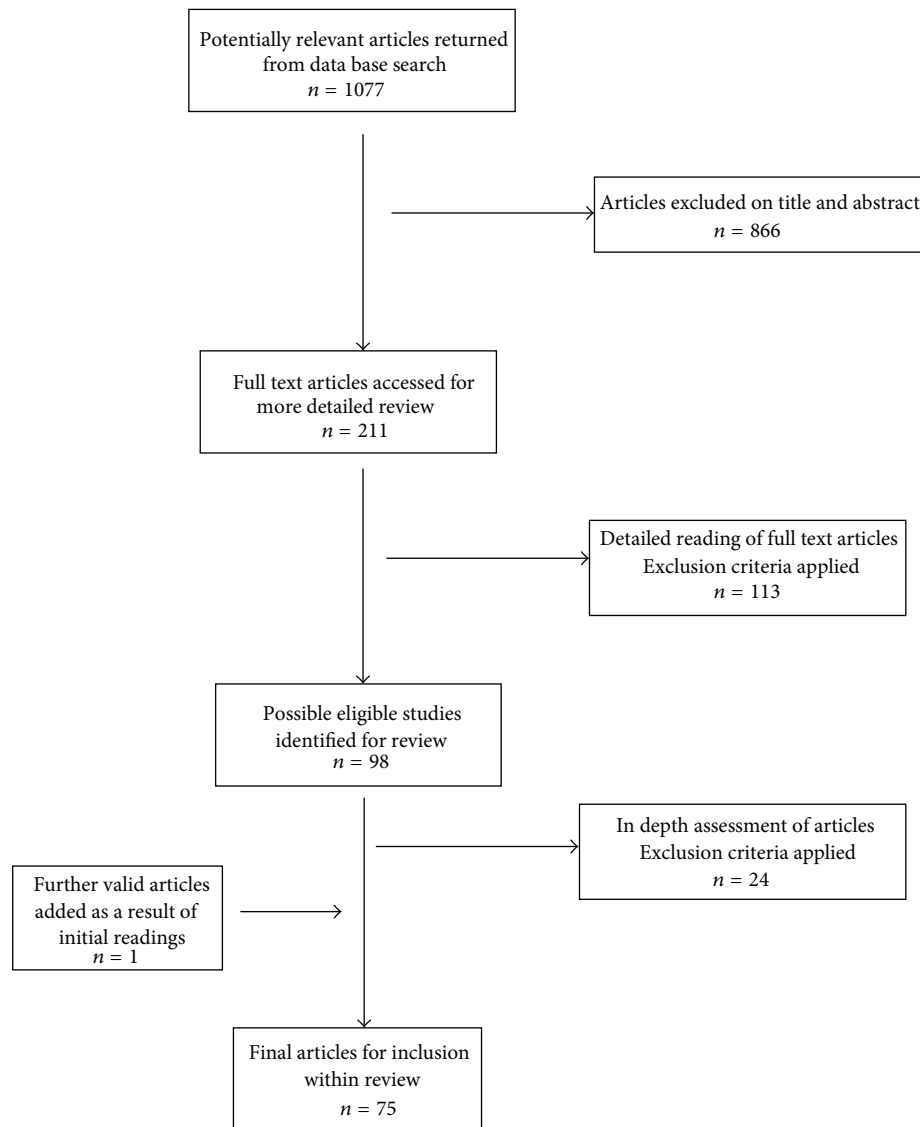 Potentially relevant articles returned
from data base search
n = 1077
Articles excluded on title and abstract
n = 866
Full text articles accessed for
more detailed review
n = 211
Detailed reading of full text articles
Exclusion criteria applied
n = 113
Possible eligible studies
identified for review
n = 98
In depth assessment of articles
Exclusion criteria applied
n = 24
Further valid articles
added as a result of
initial readings
n = 1
Final articles for inclusion
within review
n = 75